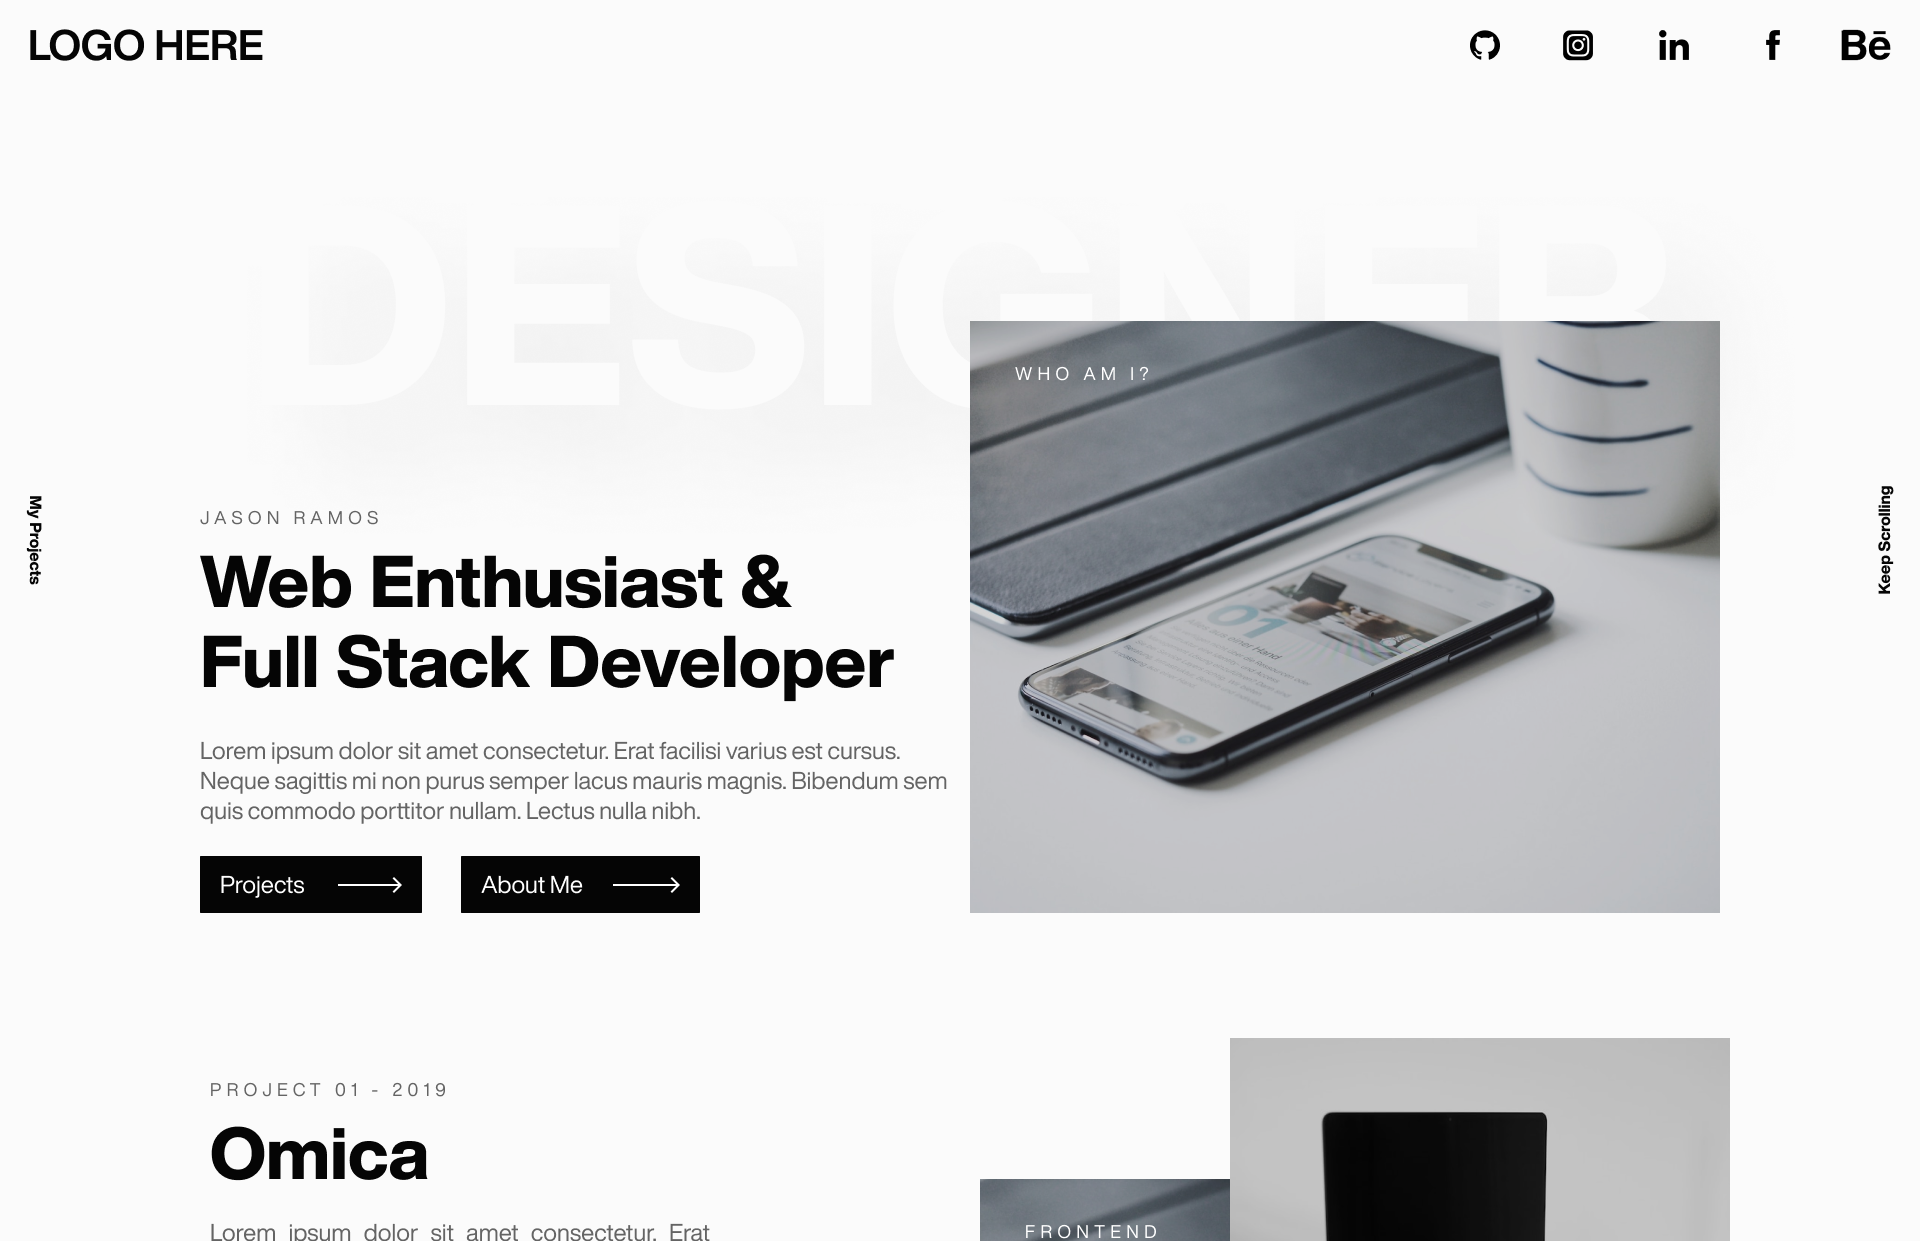 LOGO HERE
in
f
Bē
DESIGNER
WHO AM I?
My Projects
Keep Scrolling
JASON RAMOS
Web Enthusiast &
Full Stack Developer
01
Lorem ipsum dolor sit amet consectetur. Erat facilisi varius est cursus.
Neque sagittis mi non purus semper lacus mauris magnis. Bibendum sem
quis commodo porttitor nullam. Lectus nulla nibh.
Projects
About Me
PROJECT 01 - 2019
Omica
Lorem ipsum dolor sit amet consectetur. Erat
FRONTEND